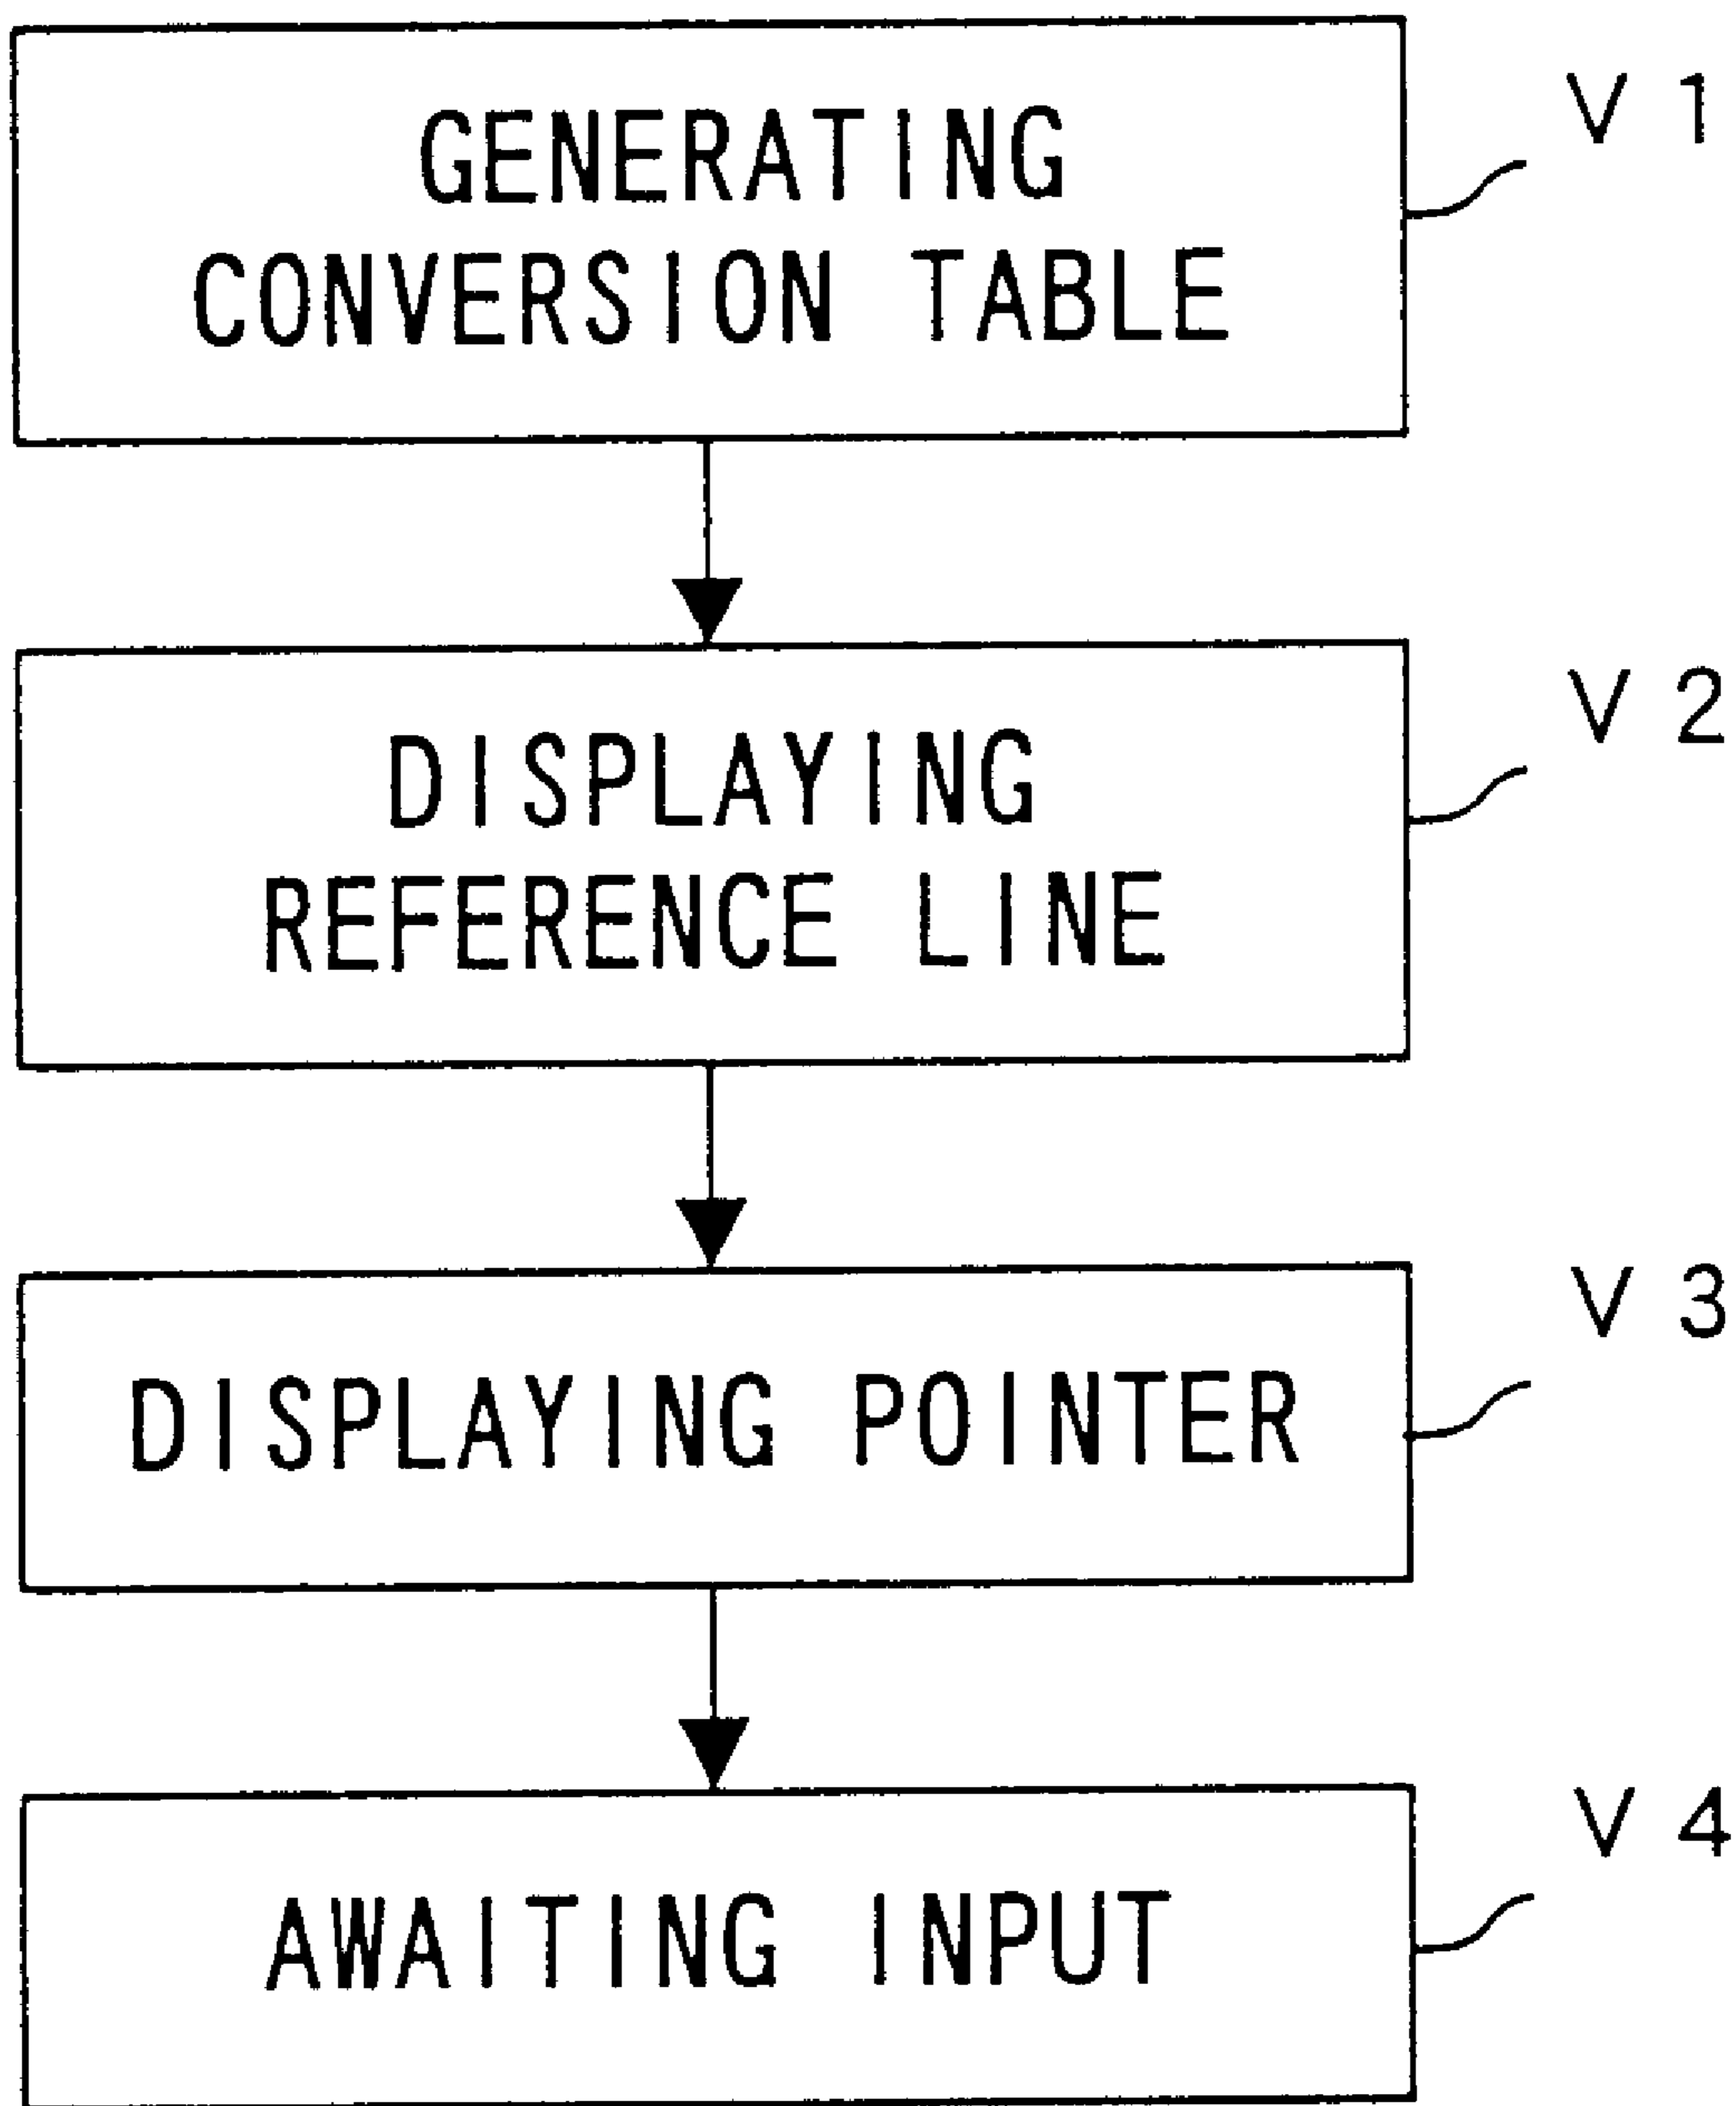 GENERATING
CONVERSION TABLE
V 1
DISPLAYING
REFERENCE LINE
V 2
DISPLAYING POINTER
V 3
AWAITING INPUT
V 4